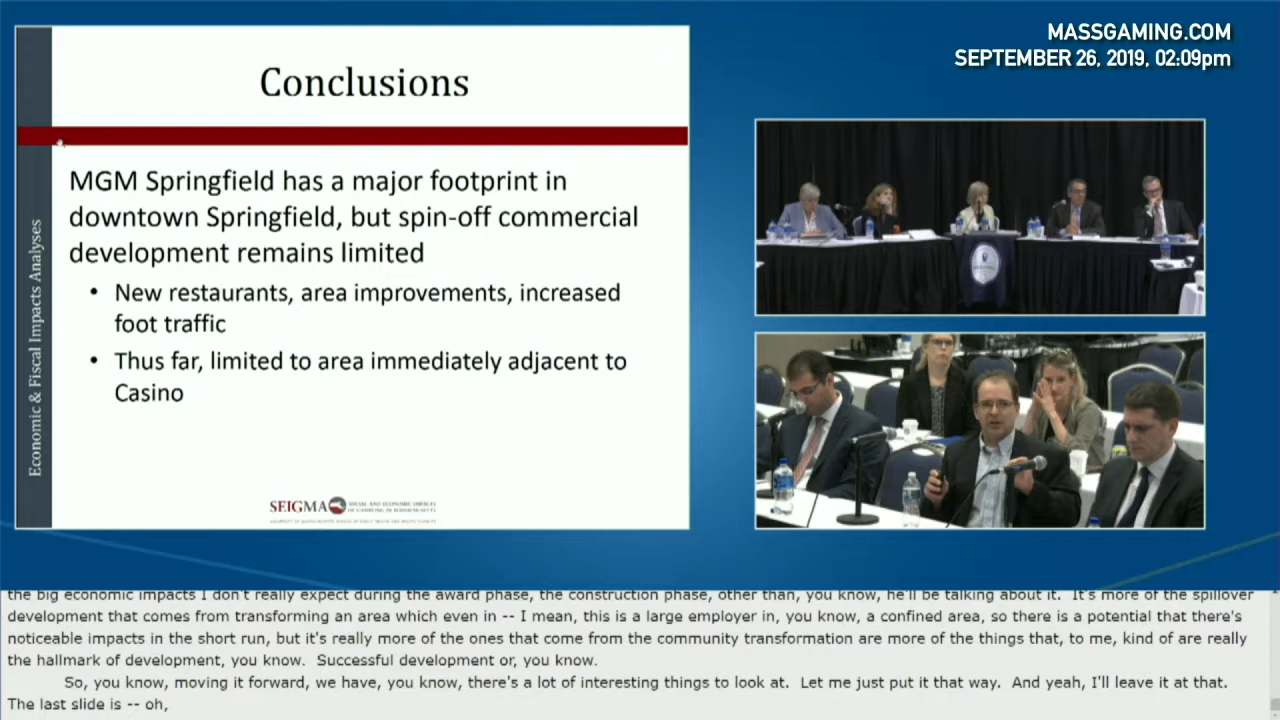 MASSGAMING.COM
SEPTEMBER 26, 2019, 02:09pm
Conclusions
Economic & Fiscal Impacts Analyses
MGM Springfield has a major footprint in
downtown Springfield, but spin-off commercial
development remains limited
• New restaurants, area improvements, increased
foot traffic
• Thus far, limited to area immediately adjacent to
Casino
SEIGMA SOCIAL AND ECONOMIC IMPACTS
OF GAMBLING IN MASSACHUSETTS
the big economic impacts I don't really expect during the award phase, the construction phase, other than, you know, he'll be talking about it.  It's more of the spillover
development that comes from transforming an area which even in -- I mean, this is a large employer in, you know, a confined area, so there is a potential that there's
noticeable impacts in the short run, but it's really more of the ones that come from the community transformation are more of the things that, to me, kind of are really
the hallmark of development, you know.  Successful development or, you know.
So, you know, moving it forward, we have, you know, there's a lot of interesting things to look at.  Let me just put it that way.  And yeah, I'll leave it at that.
The last slide is -- oh,